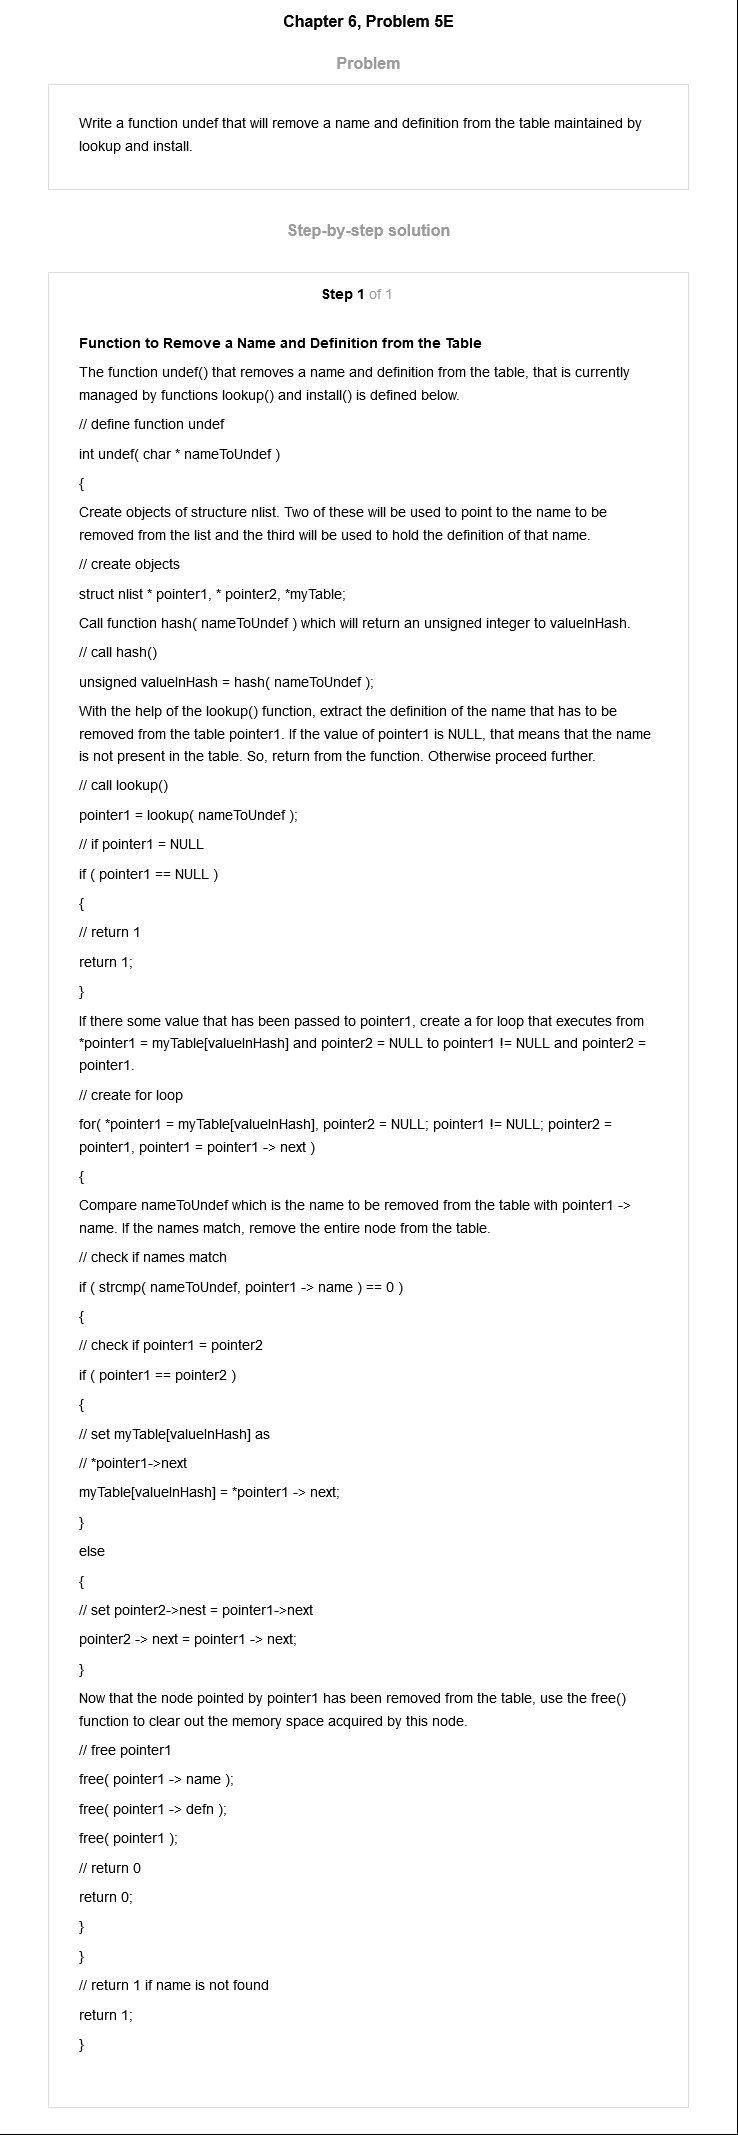 Chapter 6, Problem 5E
Problem
Write a function undef that will remove a name and definition from the table maintained by
lookup and install.
Step-by-step solution
Step 1 of 1
Function to Remove a Name and Definition from the Table
The function undef() that removes a name and definition from the table, that is currently
managed by functions lookup() and install() is defined below.
// define function undef
int undef( char * nameToUndef )
{
Create objects of structure nlist. Two of these will be used to point to the name to be
removed from the list and the third will be used to hold the definition of that name.
// create objects
struct nlist * pointer1, * pointer2, *myTable;
Call function hash( nameToUndef ) which will return an unsigned integer to valueInHash.
// call hash()
unsigned valueInHash = hash( nameToUndef );
With the help of the lookup() function, extract the definition of the name that has to be
removed from the table pointer1. If the value of pointer1 is NULL, that means that the name
is not present in the table. So, return from the function. Otherwise proceed further.
// call lookup()
pointer1 = lookup( nameToUndef );
// if pointer1 = NULL
if ( pointer1 == NULL )
{
// return 1
return 1;
}
If there some value that has been passed to pointer1, create a for loop that executes from
*pointer1 = myTable[valueInHash] and pointer2 = NULL to pointer1 != NULL and pointer2 =
pointer1.
// create for loop
for( *pointer1 = myTable[valueInHash], pointer2 = NULL; pointer1 != NULL; pointer2 =
pointer1, pointer1 = pointer1 -> next )
{
Compare nameToUndef which is the name to be removed from the table with pointer1 ->
name. If the names match, remove the entire node from the table.
// check if names match
if ( strcmp( nameToUndef, pointer1 -> name ) == 0 )
{
// check if pointer1 = pointer2
if ( pointer1 == pointer2 )
{
// set myTable[valueInHash] as
// *pointer1->next
myTable[valueInHash] = *pointer1 -> next;
}
else
{
// set pointer2->nest = pointer1->next
pointer2 -> next = pointer1 -> next;
}
Now that the node pointed by pointer1 has been removed from the table, use the free()
function to clear out the memory space acquired by this node.
// free pointer1
free( pointer1 -> name );
free( pointer1 -> defn );
free( pointer1 );
// return 0
return 0;
}
}
// return 1 if name is not found
return 1;
}